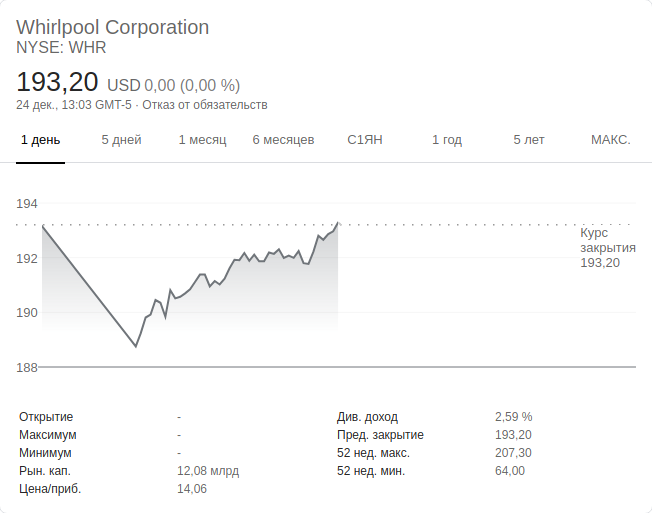 Whirlpool Corporation
NYSE: WHR
193,20 USD 0,00 (0,00 %)
24 дек., 13:03 GMT-5 · Отказ от обязательств
1 день 5 дней 1 месяц 6 месяцев С1ЯН 1 год 5 лет МАКС.
194
Курс
закрытия
193,20
192
190
188
Открытие - Див. доход 2,59 %
Максимум - Пред. закрытие 193,20
Минимум - 52 нед. макс. 207,30
Рын. кап. 12,08 млрд 52 нед. мин. 64,00
Цена/приб. 14,06